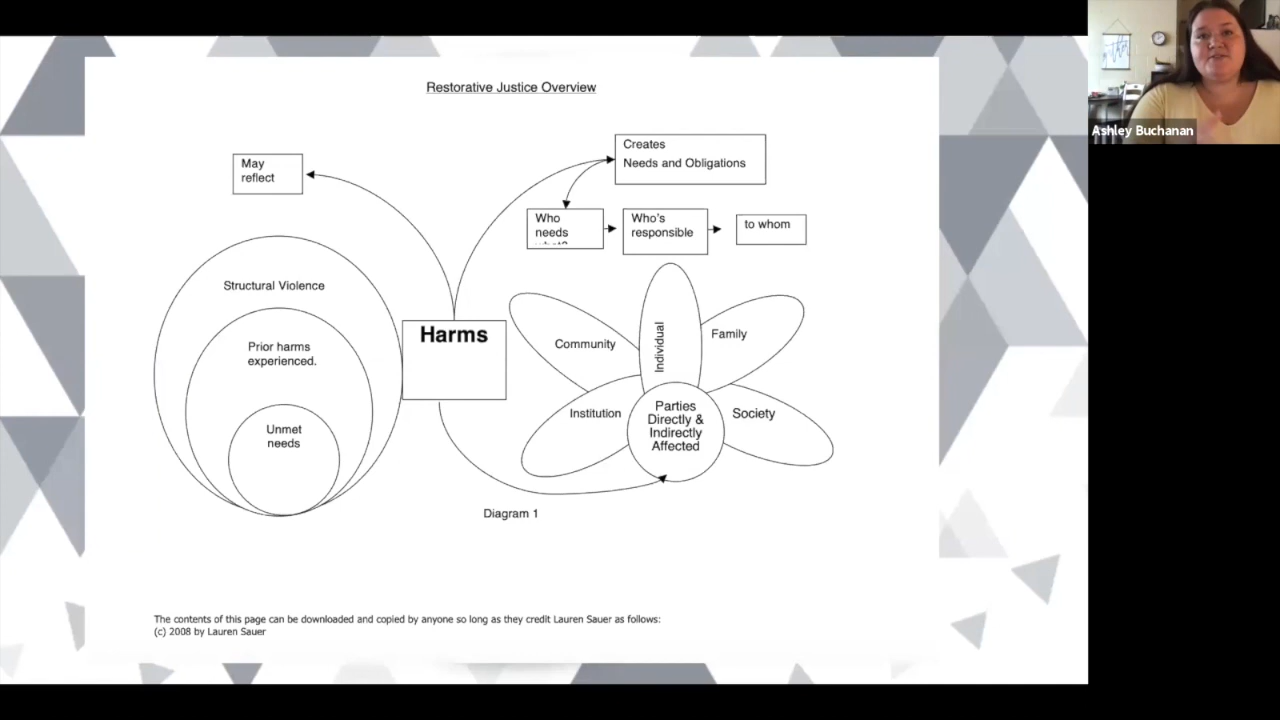 Restorative Justice Overview
May
reflect
Creates
Needs and Obligations
Who
needs
Who's
responsible
to whom
Structural Violence
Prior harms
experienced.
Unmet
needs
Harms
Community
Individual
Family
Institution
Society
Parties
Directly &
Indirectly
Affected
Diagram 1
The contents of this page can be downloaded and copied by anyone so long as they credit Lauren Sauer as follows:
(c) 2008 by Lauren Sauer
Ashley Buchanan